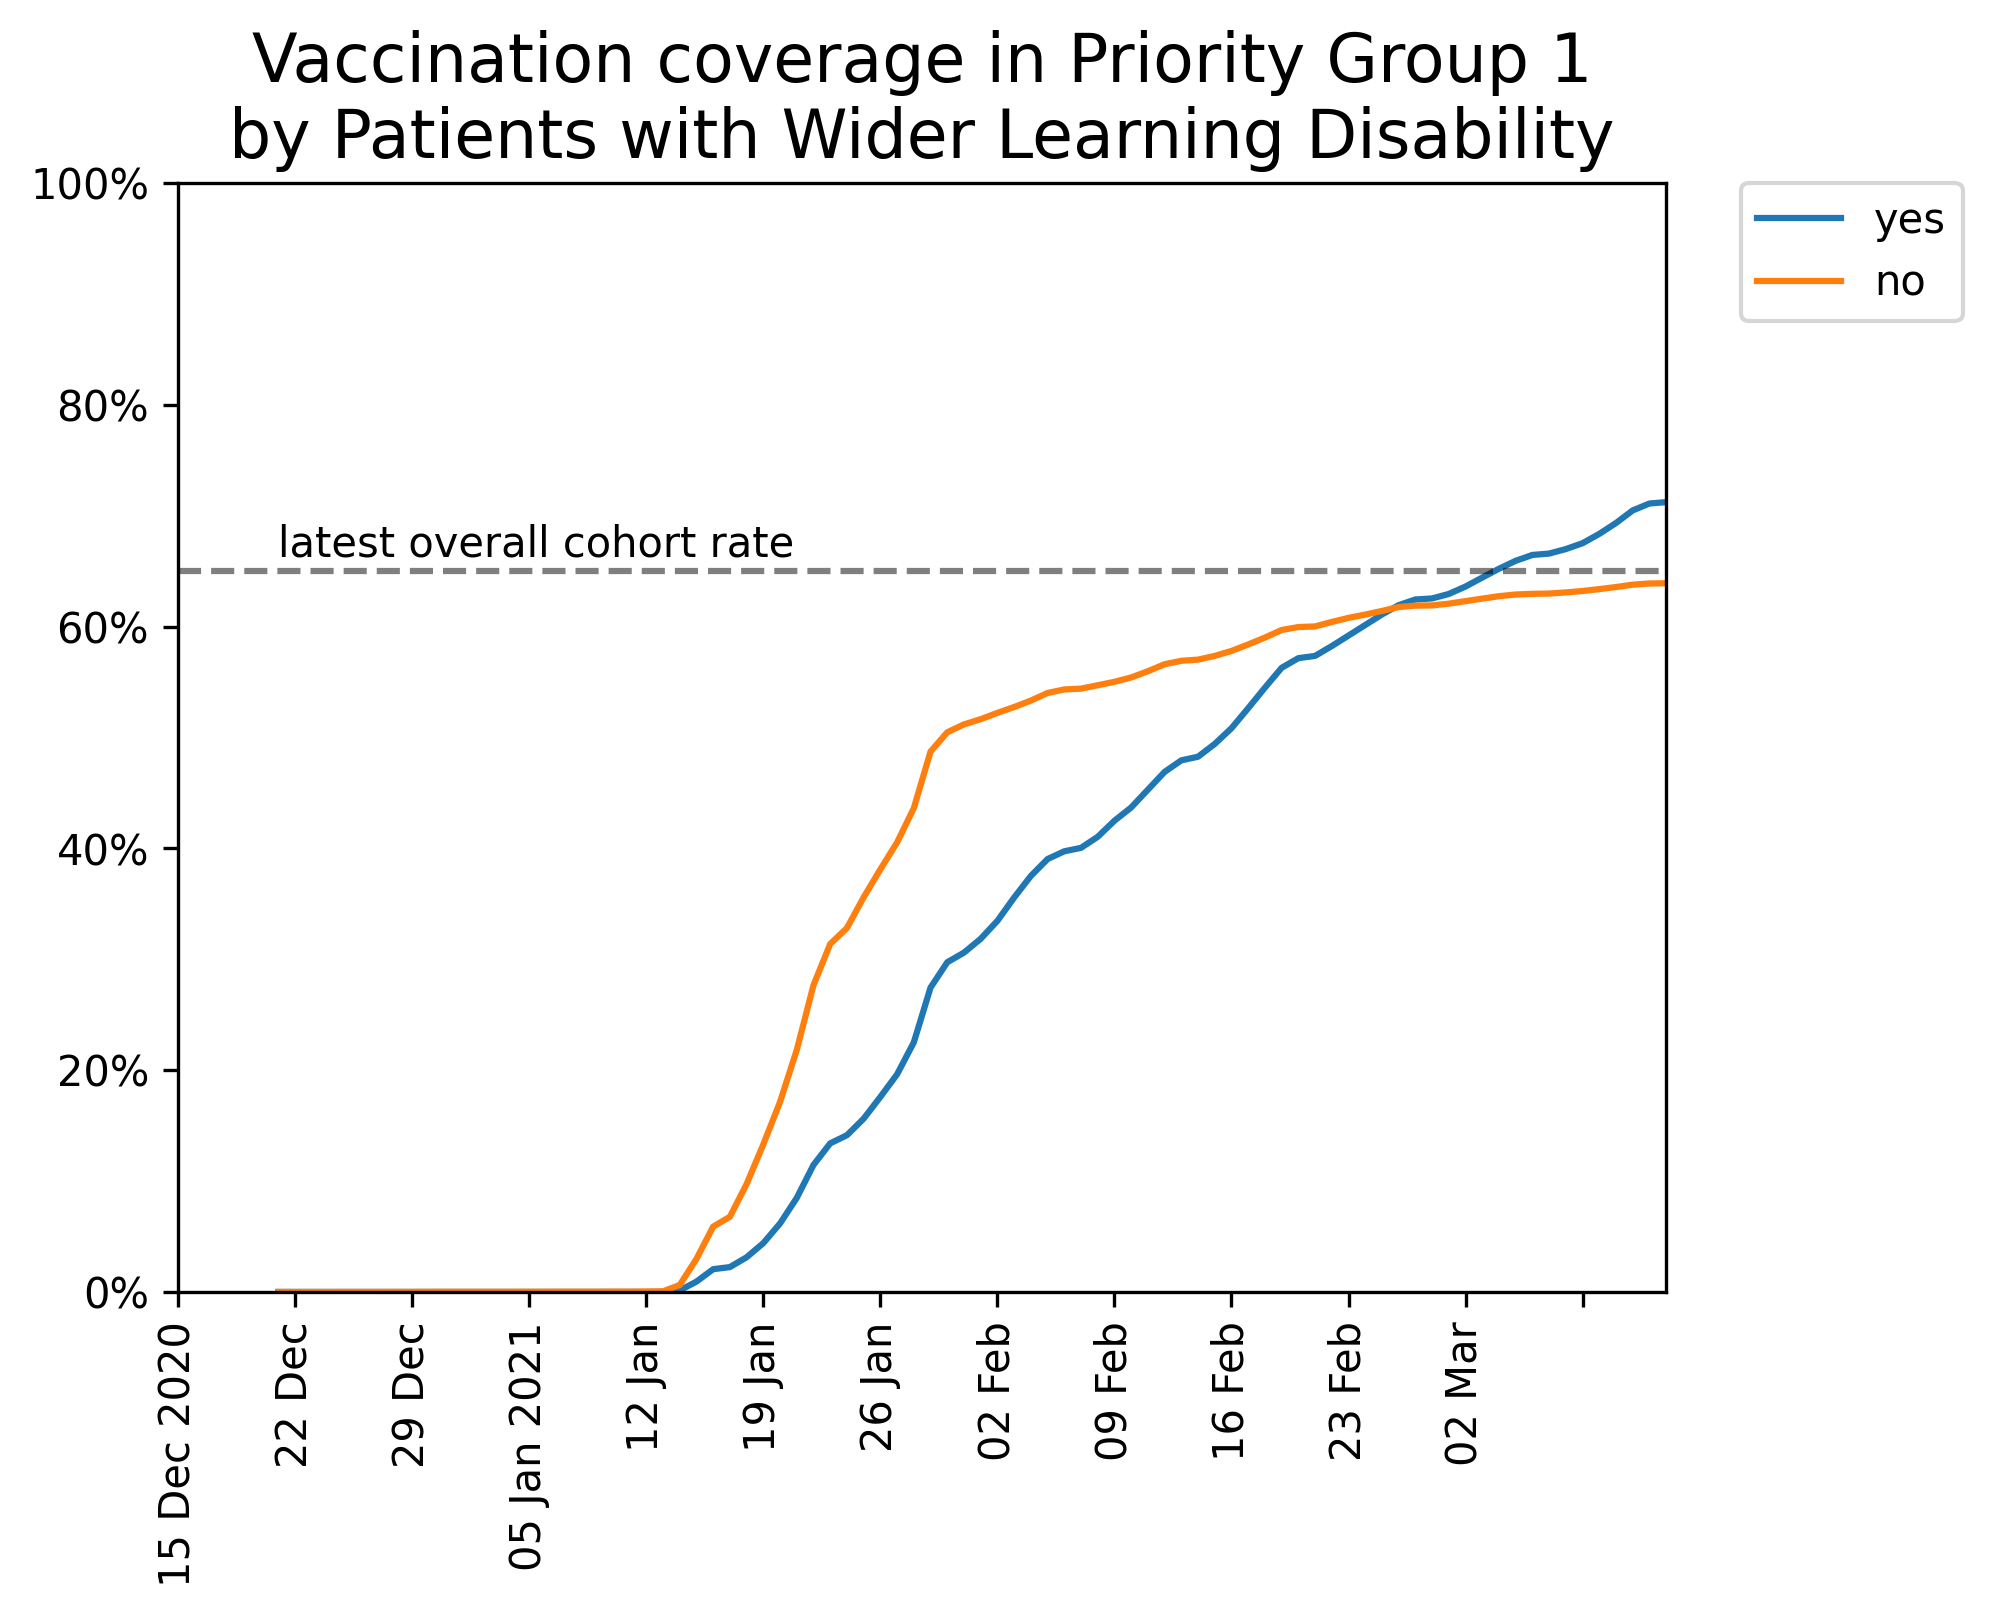 Vaccination coverage in Priority Group 1
by Patients with Wider Learning Disability
100%
80%
60%
40%
20%
0%
latest overall cohort rate
yes
no
15 Dec 2020
22 Dec
29 Dec
05 Jan 2021
12 Jan
19 Jan
26 Jan
02 Feb
09 Feb
16 Feb
23 Feb
02 Mar